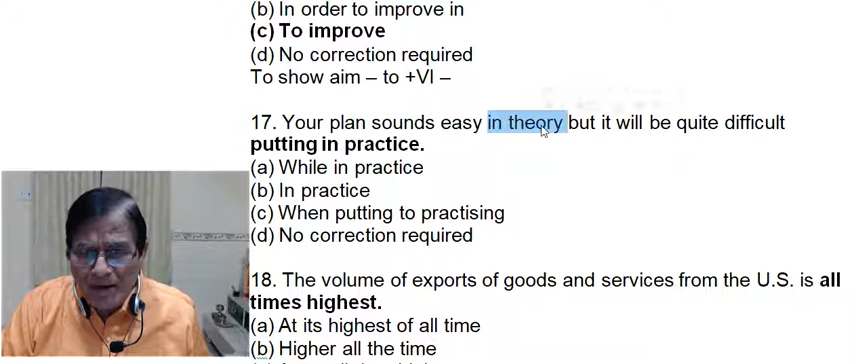 (b) In order to improve in
(c) To improve
(d) No correction required
To show aim – to +VI –
17. Your plan sounds easy in theory but it will be quite difficult
putting in practice.
(a) While in practice
(b) In practice
(c) When putting to practising
(d) No correction required
18. The volume of exports of goods and services from the U.S. is all
times highest.
(a) At its highest of all time
(b) Higher all the time